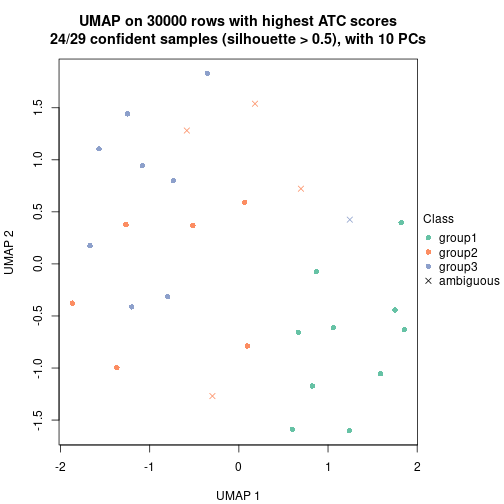 UMAP on 30000 rows with highest ATC scores
24/29 confident samples (silhouette > 0.5), with 10 PCs
1.5
1.0
0.5
0.0
-0.5
-1.0
-1.5
UMAP 2
Class
group1
group2
group3
ambiguous
-2
-1
0
1
2
UMAP 1